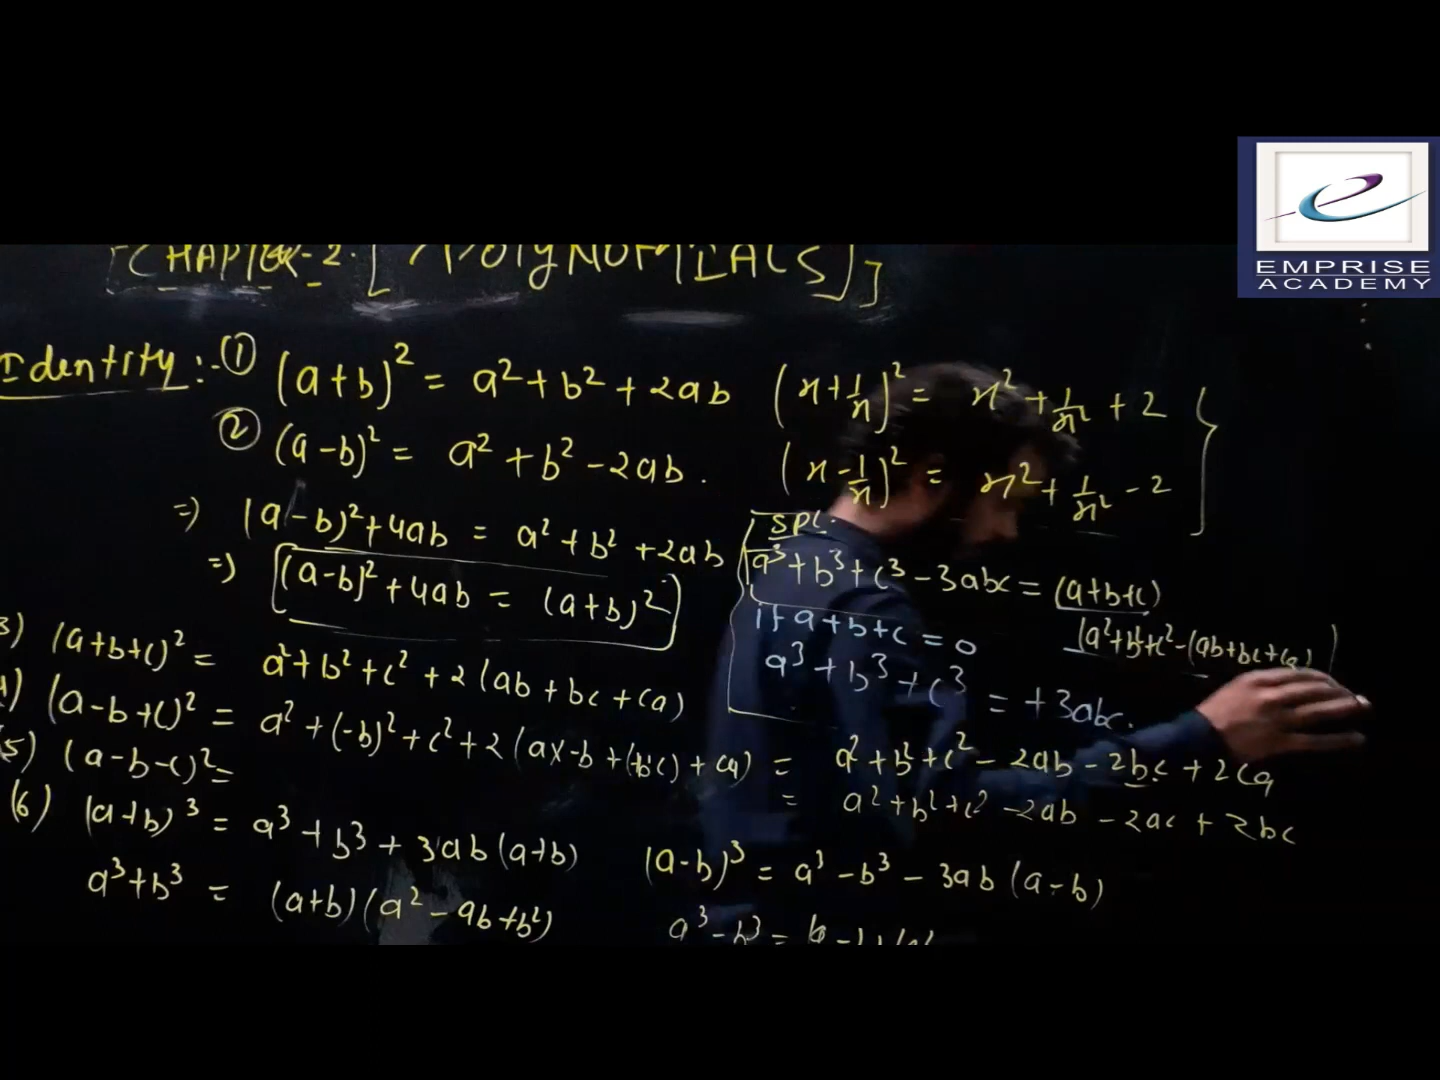 [CHAPTER-2. [POLYNOMIALS]]
EMPRISE
ACADEMY
Identity :- ① (a+b)² = a² + b² + 2ab (x+1/x)² = x² + 1/x² + 2
② (a-b)² = a² + b² - 2ab. (x-1/x)² = x² + 1/x² - 2
=) (a-b)² + 4ab = a² + b² + 2ab
=) (a-b)² + 4ab = (a+b)²
SPL.
a³ + b³ + c³ - 3abc = (a+b+c)
(a²+b²+c² - (ab+bc+ca)
if a+b+c = 0
a³ + b³ + c³ = +3abc.
3) (a+b+c)² = a² + b² + c² + 2(ab + bc + ca)
4) (a-b+c)² = a² + (-b)² + c² + 2(ax-b + (-bc) + ca) = a² + b² + c² - 2ab - 2bc + 2ca
5) (a-b-c)² = = a² + b² + c² - 2ab - 2ac + 2bc
(6) (a+b)³ = a³ + b³ + 3ab(a+b) (a-b)³ = a³ - b³ - 3ab(a-b)
a³ + b³ = (a+b)(a² - ab + b²) a³ - b³ =